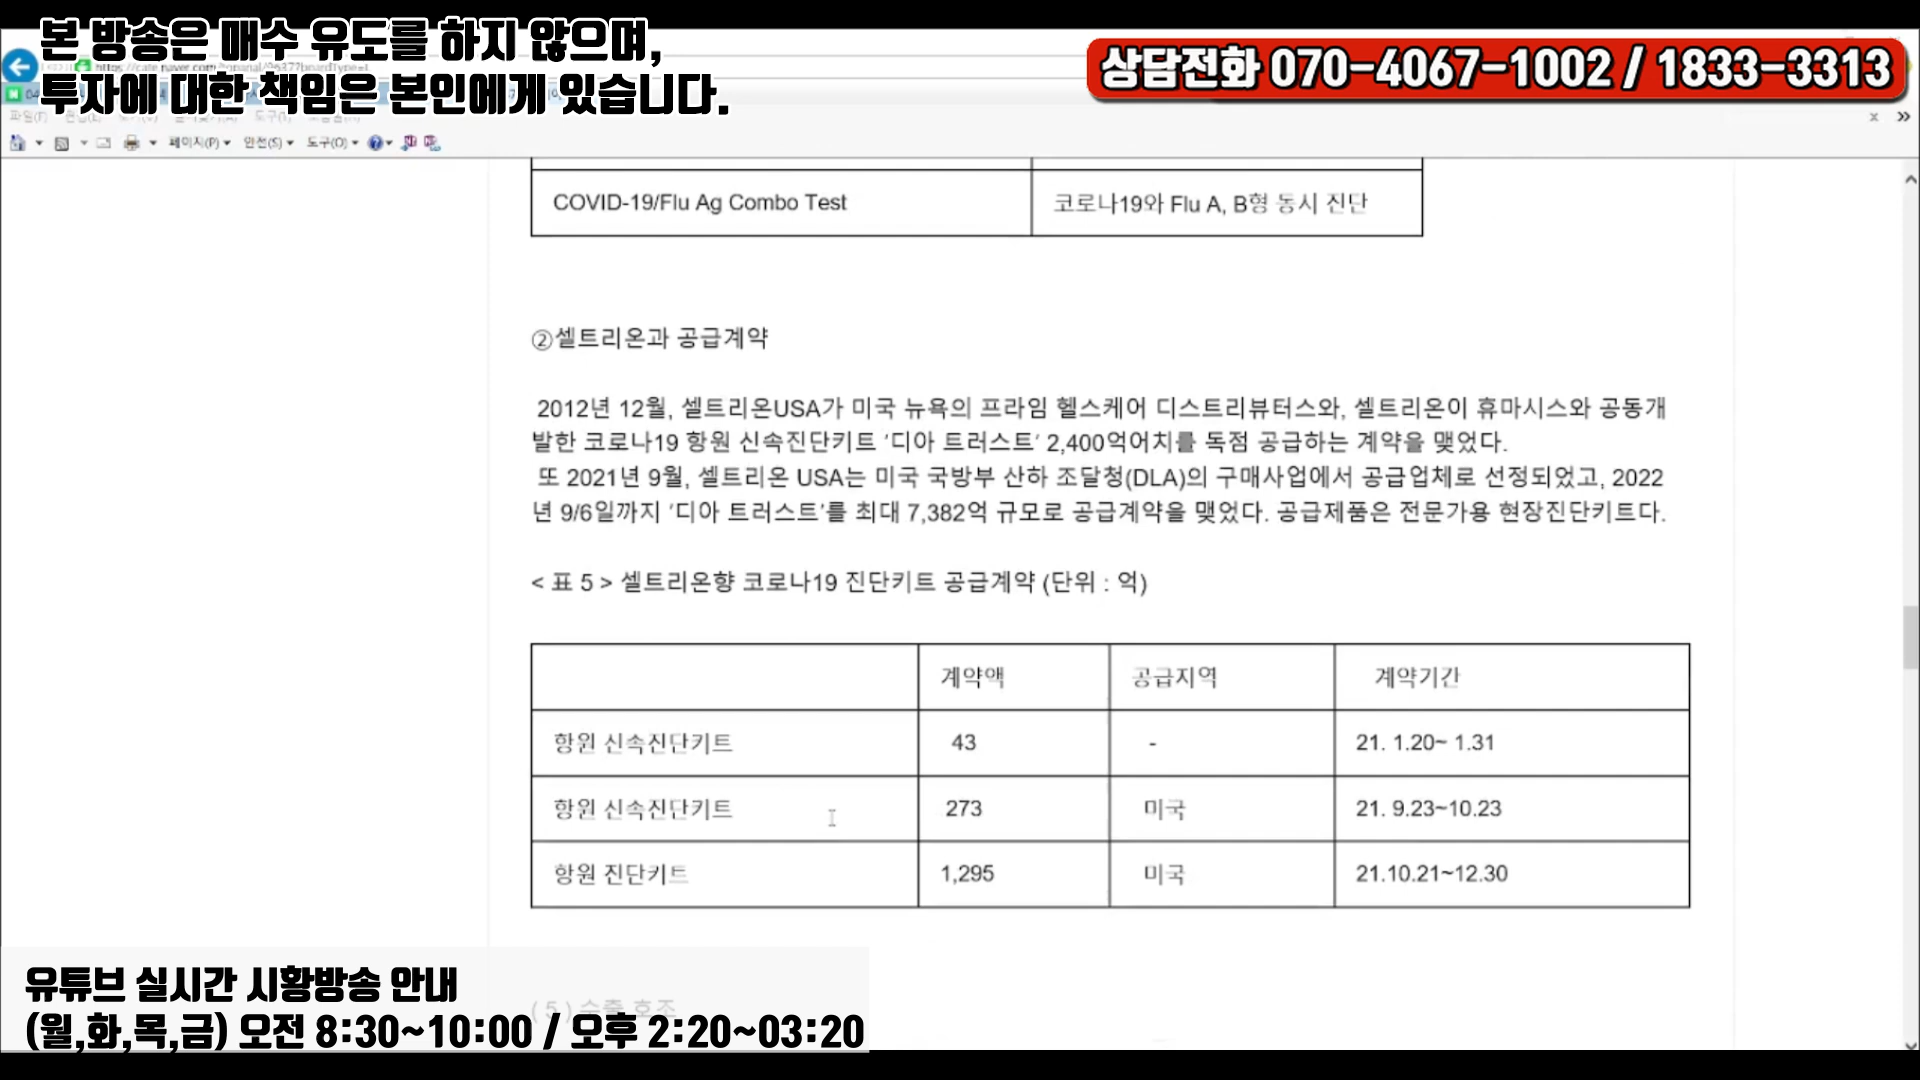 본 방송은 매수 유도를 하지 않으며,
투자에 대한 책임은 본인에게 있습니다.
상담전화 070-4067-1002 / 1833-3313
페이지(P) 안전(S) 도구(O)
COVID-19/Flu Ag Combo Test 코로나19와 Flu A, B형 동시 진단
②셀트리온과 공급계약
2012년 12월, 셀트리온USA가 미국 뉴욕의 프라임 헬스케어 디스트리뷰터스와, 셀트리온이 휴마시스와 공동개
발한 코로나19 항원 신속진단키트 '디아 트러스트' 2,400억어치를 독점 공급하는 계약을 맺었다.
또 2021년 9월, 셀트리온 USA는 미국 국방부 산하 조달청(DLA)의 구매사업에서 공급업체로 선정되었고, 2022
년 9/6일까지 '디아 트러스트'를 최대 7,382억 규모로 공급계약을 맺었다. 공급제품은 전문가용 현장진단키트다.
< 표 5 > 셀트리온향 코로나19 진단키트 공급계약 (단위 : 억)
계약액 공급지역 계약기간
항원 신속진단키트 43 - 21. 1.20~ 1.31
항원 신속진단키트 273 미국 21. 9.23~10.23
항원 진단키트 1,295 미국 21.10.21~12.30
( 5 ) 수출 호조
유튜브 실시간 시황방송 안내
(월,화,목,금) 오전 8:30~10:00 / 오후 2:20~03:20